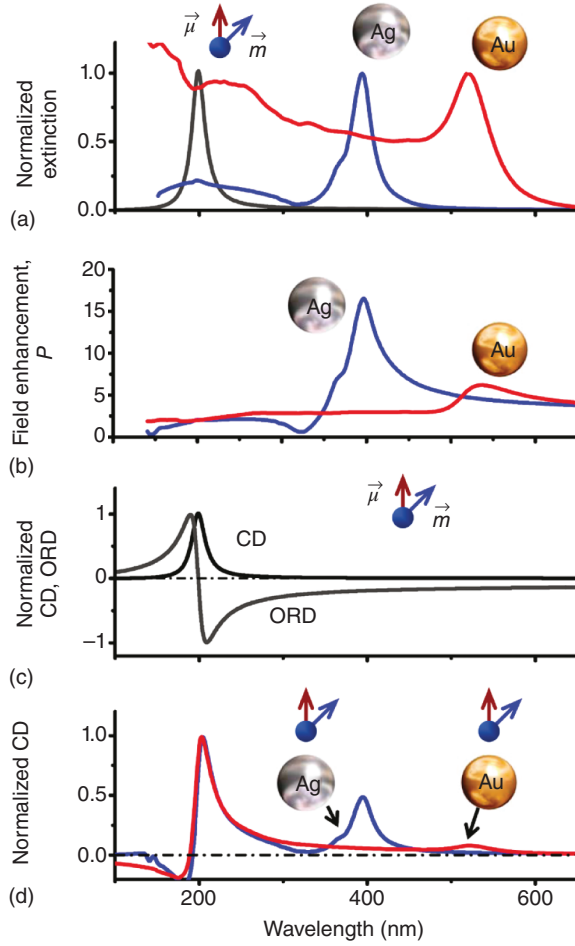 μ⃗
m⃗
Ag
Au
Normalized
extinction
1.0
0.5
0.0
(a)
Field enhancement,
P
20
15
10
5
0
Ag
Au
(b)
Normalized
CD, ORD
1
0
−1
CD
ORD
μ⃗
m⃗
(c)
Normalized CD
1.0
0.5
0.0
Ag
Au
(d)
200
400
600
Wavelength (nm)